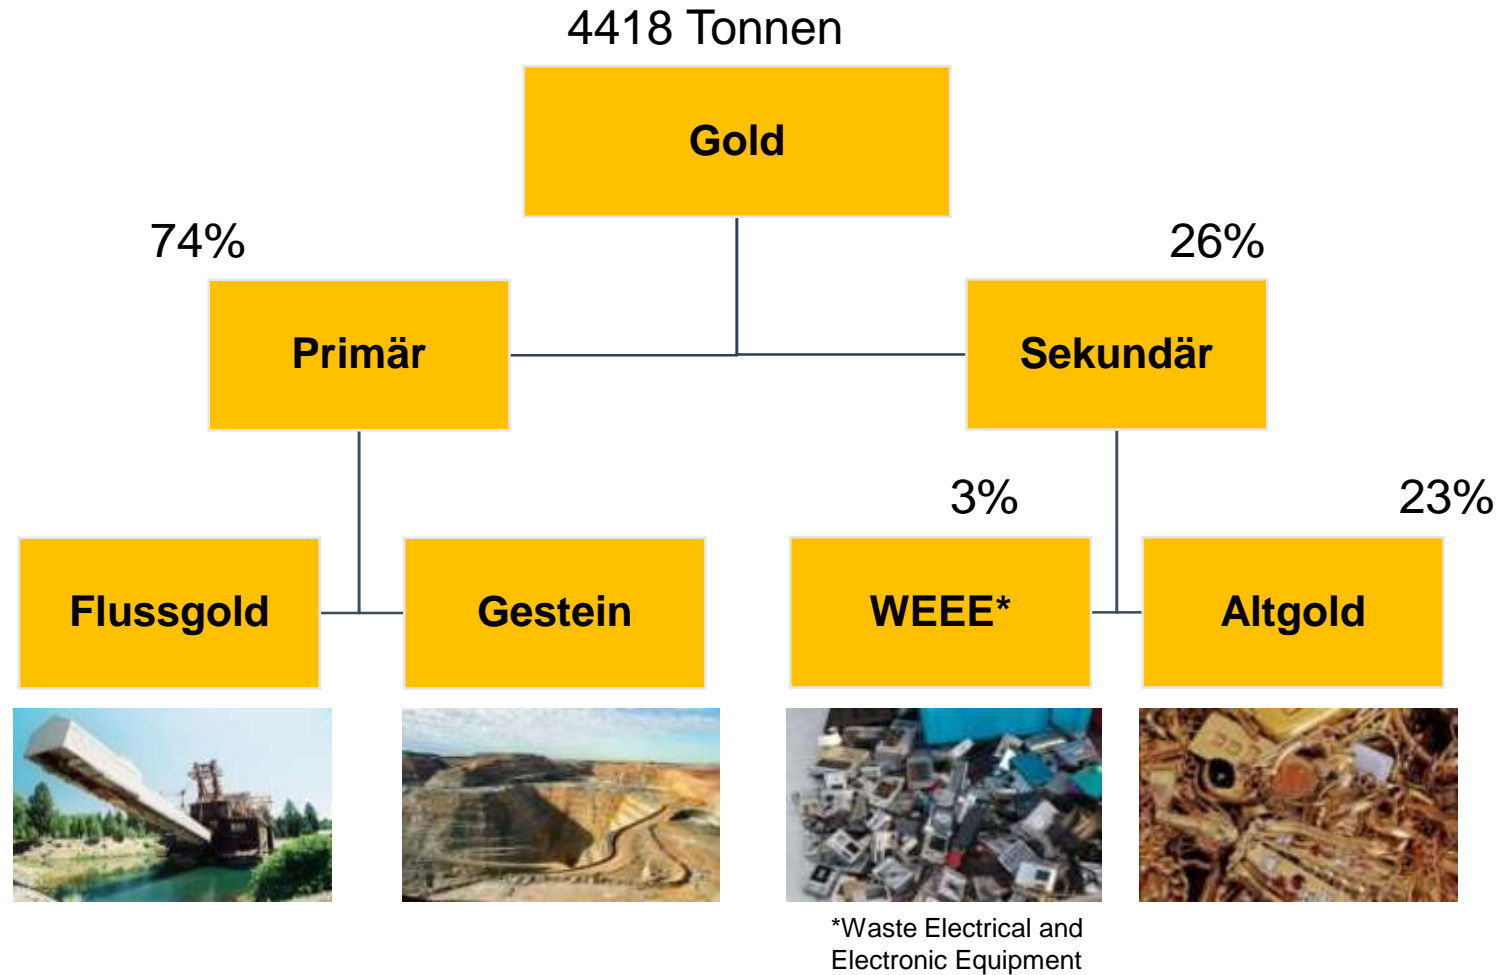 4418 Tonnen
Gold
74%
26%
Primär
Sekundär
3%
23%
Flussgold
Gestein
WEEE*
Altgold
*Waste Electrical and
Electronic Equipment